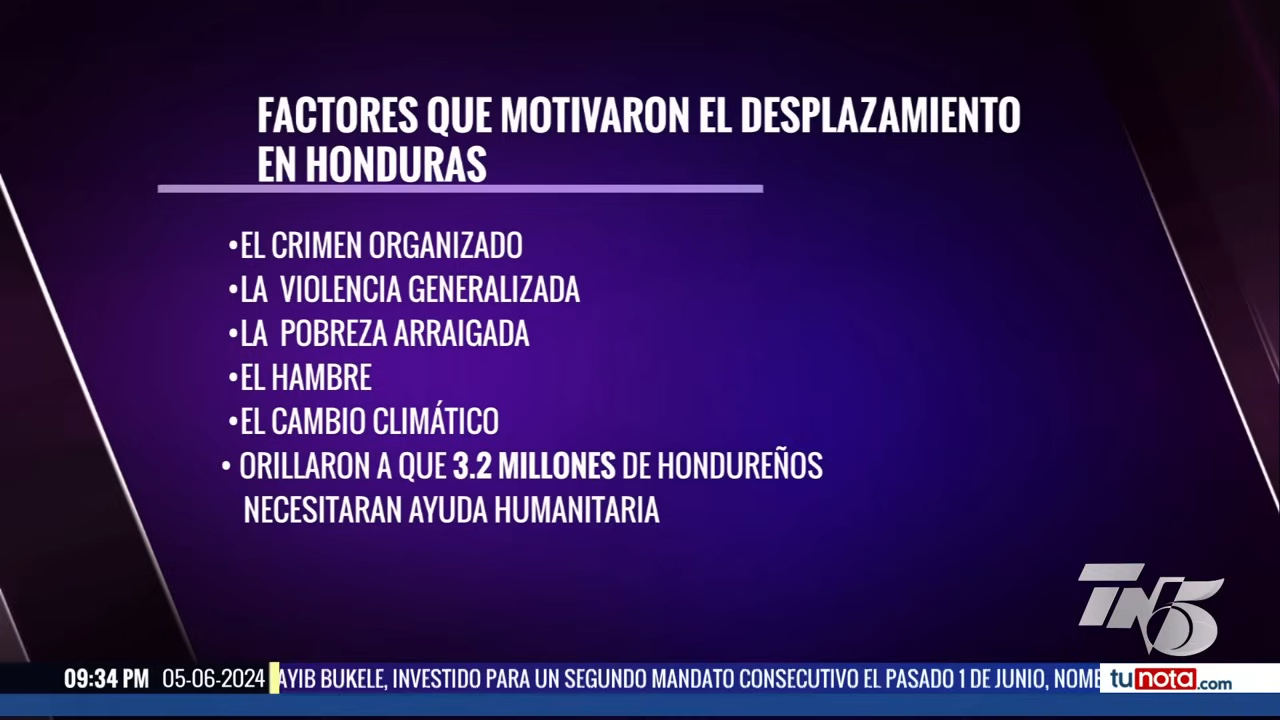 FACTORES QUE MOTIVARON EL DESPLAZAMIENTO
EN HONDURAS
•EL CRIMEN ORGANIZADO
•LA VIOLENCIA GENERALIZADA
•LA POBREZA ARRAIGADA
•EL HAMBRE
•EL CAMBIO CLIMÁTICO
• ORILLARON A QUE 3.2 MILLONES DE HONDUREÑOS
NECESITARAN AYUDA HUMANITARIA
TN5
09:34 PM 05-06-2024 AYIB BUKELE, INVESTIDO PARA UN SEGUNDO MANDATO CONSECUTIVO EL PASADO 1 DE JUNIO, NOME tunota.com